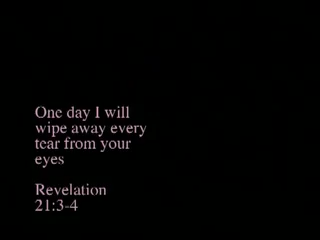 One day I will
wipe away every
tear from your
eyes
Revelation
21:3-4